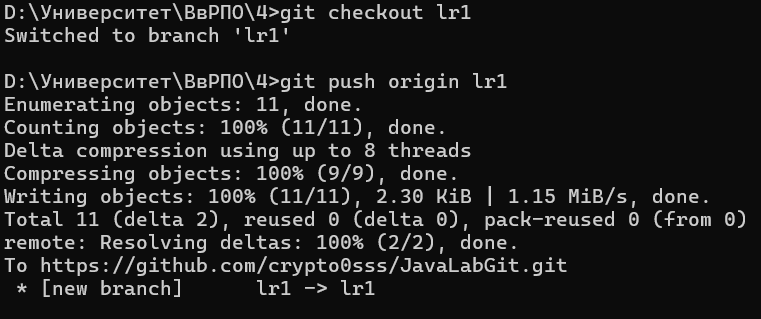 D:\Университет\ВвРПО\4>git checkout lr1
Switched to branch 'lr1'
D:\Университет\ВвРПО\4>git push origin lr1
Enumerating objects: 11, done.
Counting objects: 100% (11/11), done.
Delta compression using up to 8 threads
Compressing objects: 100% (9/9), done.
Writing objects: 100% (11/11), 2.30 KiB | 1.15 MiB/s, done.
Total 11 (delta 2), reused 0 (delta 0), pack-reused 0 (from 0)
remote: Resolving deltas: 100% (2/2), done.
To https://github.com/crypto0sss/JavaLabGit.git
 * [new branch]      lr1 -> lr1